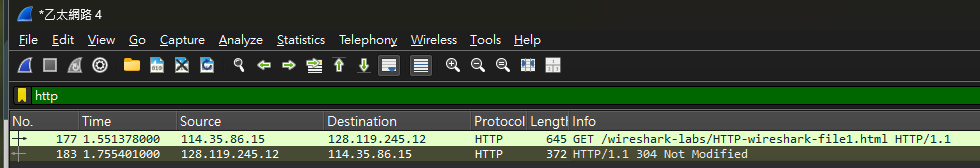 *乙太網路 4
File Edit View Go Capture Analyze Statistics Telephony Wireless Tools Help
http
No. Time Source Destination Protocol Lengtl Info
177 1.551378000 114.35.86.15 128.119.245.12 HTTP 645 GET /wireshark-labs/HTTP-wireshark-file1.html HTTP/1.1
183 1.755401000 128.119.245.12 114.35.86.15 HTTP 372 HTTP/1.1 304 Not Modified